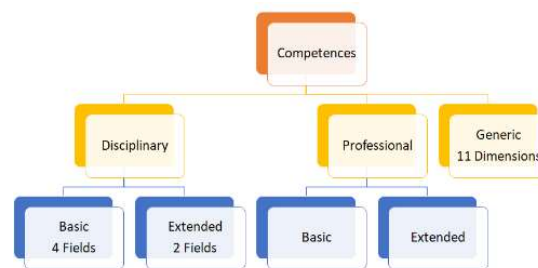 Competences
Disciplinary
Professional
Generic
11 Dimensions
Basic
4 Fields
Extended
2 Fields
Basic
Extended